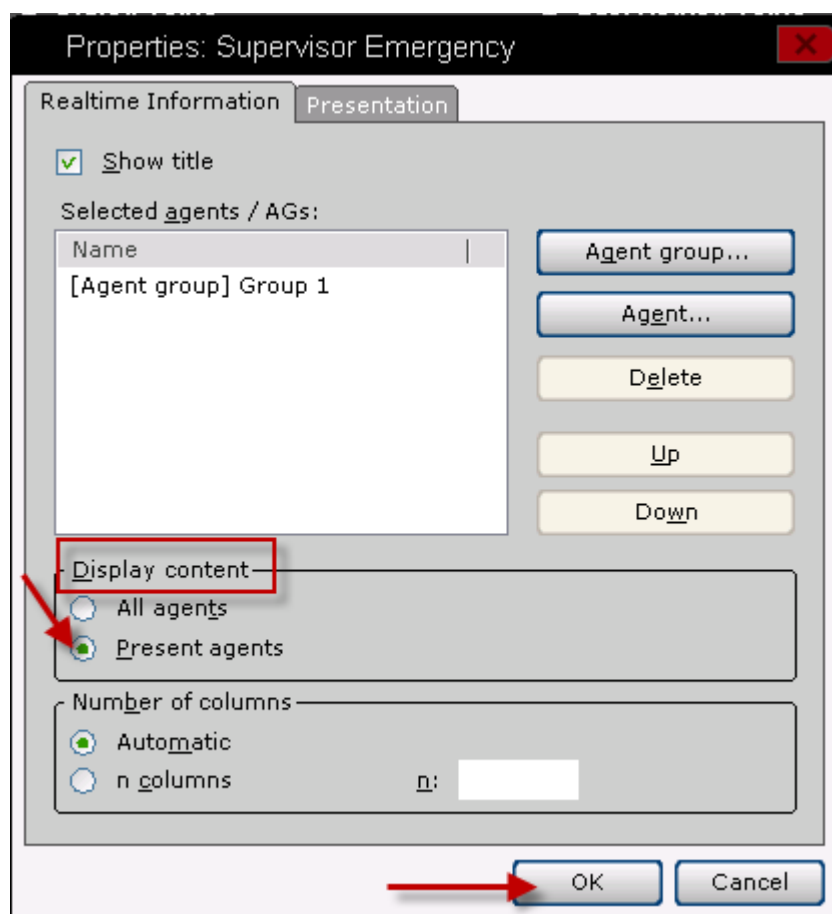 Properties: Supervisor Emergency
Realtime Information
Presentation
Show title
Selected agents / AGs:
Name
[Agent group] Group 1
Agent group...
Agent...
Delete
Up
Down
Display content
All agents
Present agents
Number of columns
Automatic
n columns n:
OK
Cancel